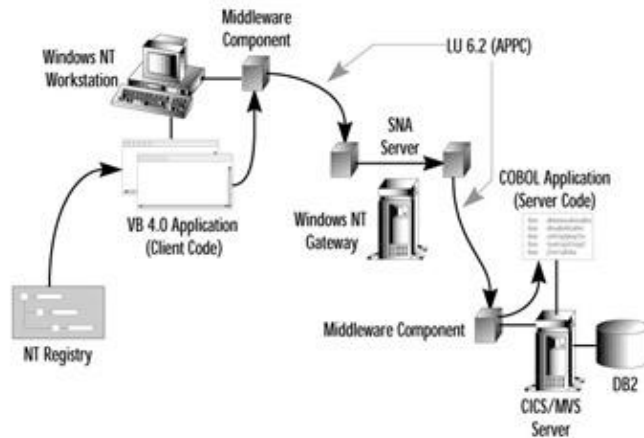 Middleware
Component
LU 6.2 (APPC)
Windows NT
Workstation
SNA
Server
COBOL Application
(Server Code)
VB 4.0 Application
(Client Code)
Windows NT
Gateway
Middleware Component
NT Registry
DB2
CICS/MVS
Server